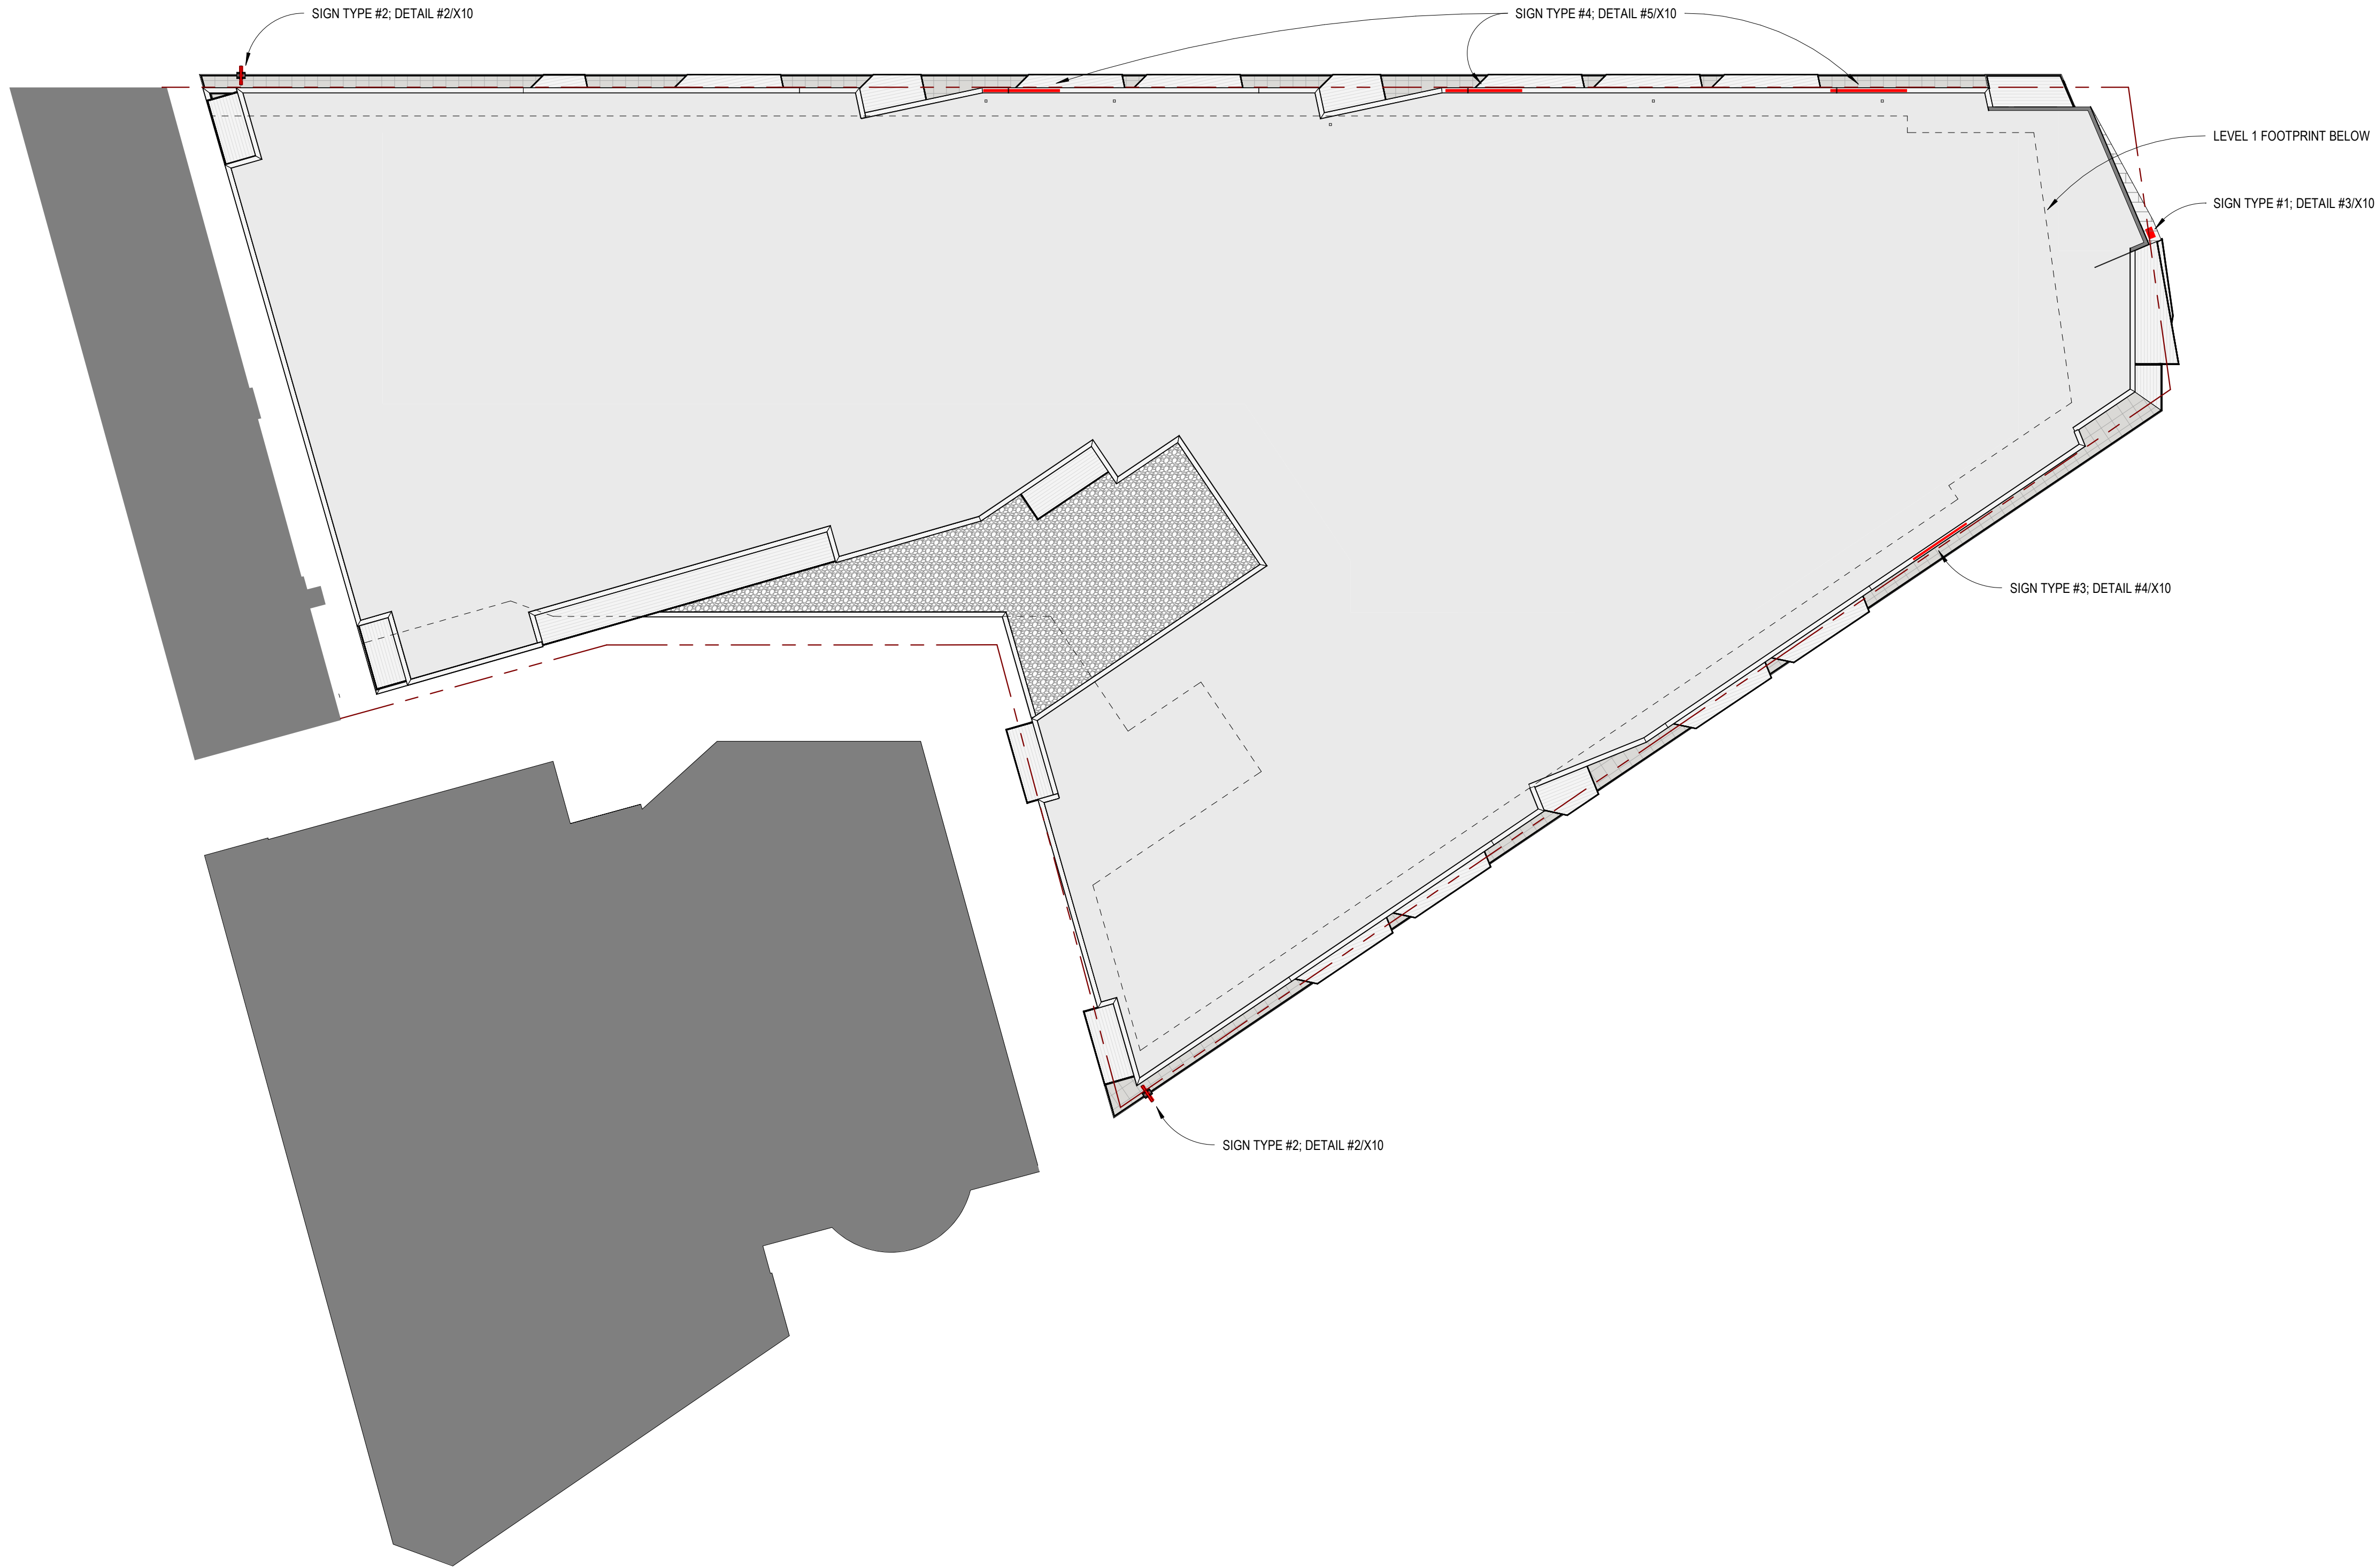 SIGN TYPE #2; DETAIL #2/X10
SIGN TYPE #4; DETAIL #5/X10
LEVEL 1 FOOTPRINT BELOW
SIGN TYPE #1; DETAIL #3/X10
SIGN TYPE #3; DETAIL #4/X10
SIGN TYPE #2; DETAIL #2/X10